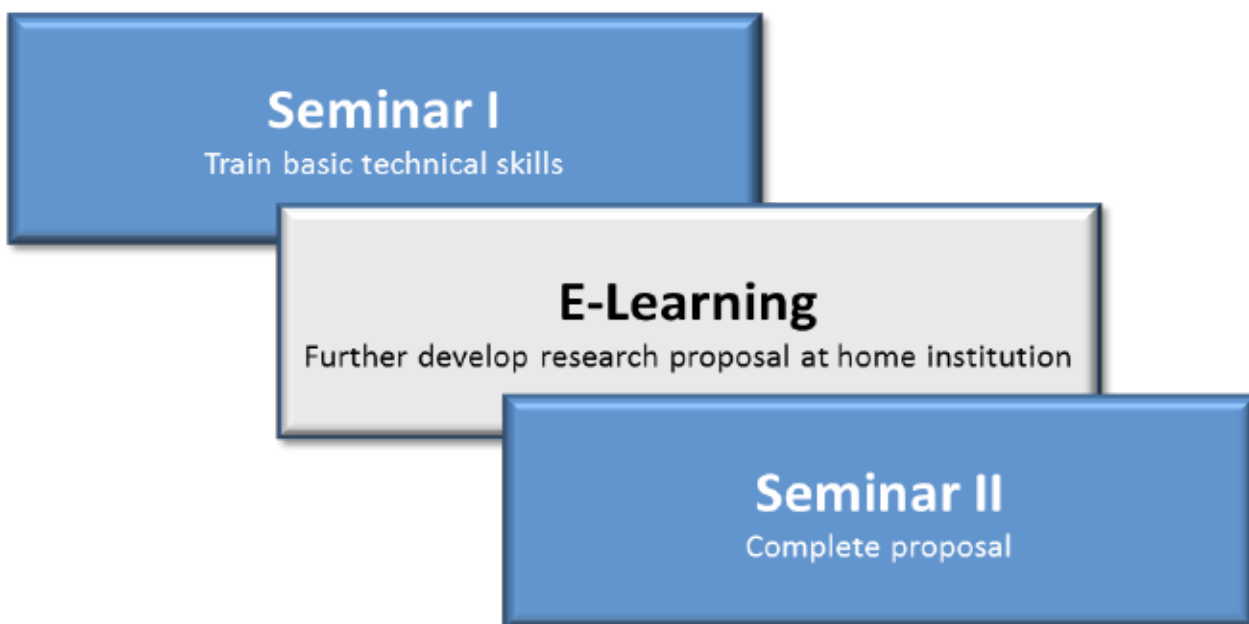 Seminar I
Train basic technical skills
E-Learning
Further develop research proposal at home institution
Seminar II
Complete proposal